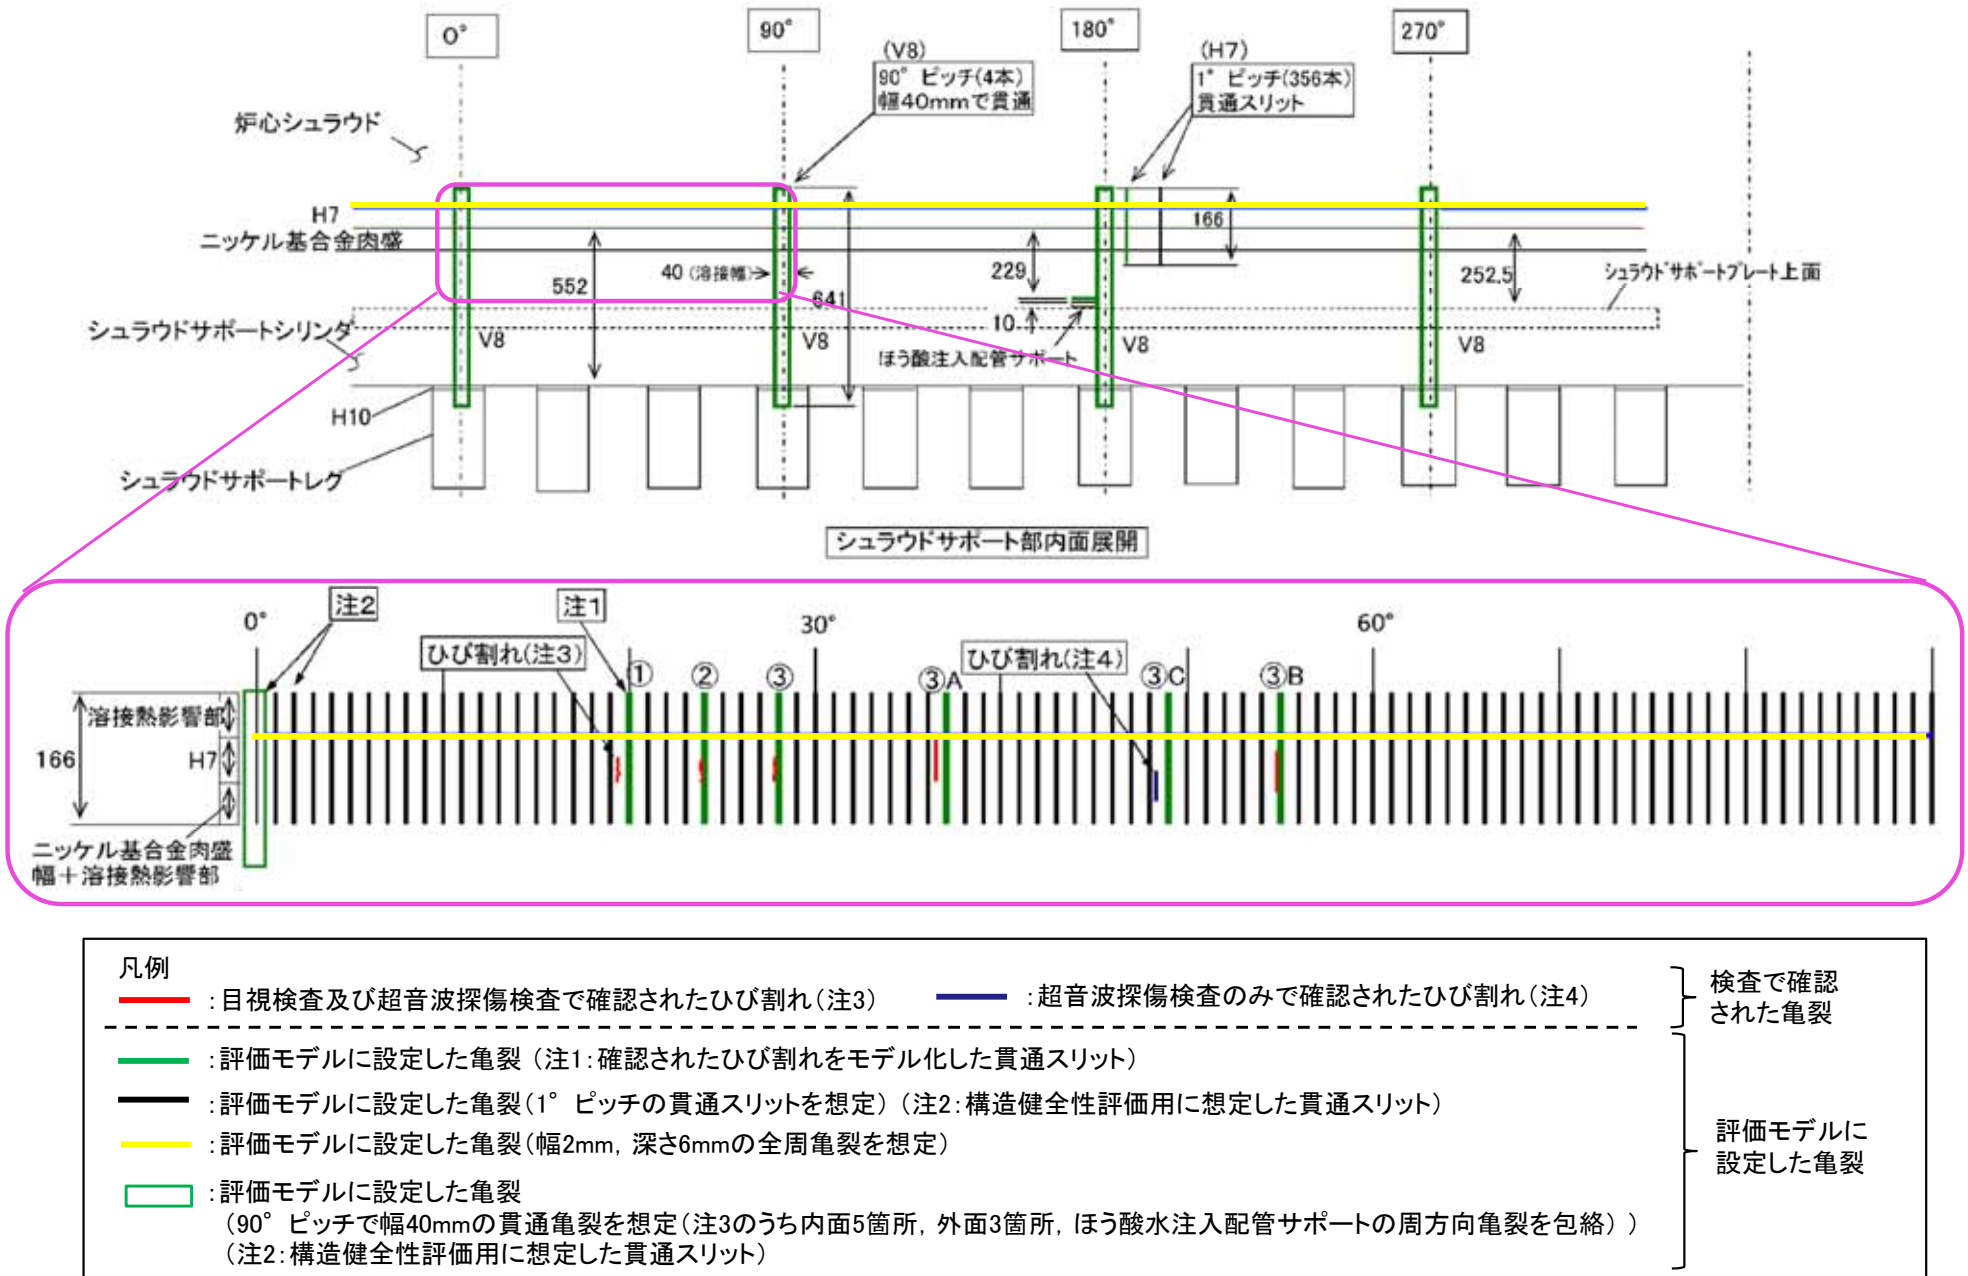 0°
90°
180°
270°
(V8)
90° ピッチ(4本)
幅40mmで貫通
(H7)
1° ピッチ(356本)
貫通スリット
炉心シュラウド
H7
ニッケル基合金肉盛
166
552
40 (溶接幅)
641
229
252.5
シュラウドサポートプレート上面
10
シュラウドサポートシリンダ
V8
V8
V8
V8
ほう酸注入配管サポート
H10
シュラウドサポートレグ
シュラウドサポート部内面展開
0°
注2
注1
30°
60°
ひび割れ(注3)
ひび割れ(注4)
①
②
③
③A
③C
③B
溶接熱影響部
166
H7
ニッケル基合金肉盛
幅＋溶接熱影響部
凡例
：目視検査及び超音波探傷検査で確認されたひび割れ（注3）
：超音波探傷検査のみで確認されたひび割れ（注4）
検査で確認
された亀裂
：評価モデルに設定した亀裂（注1：確認されたひび割れをモデル化した貫通スリット）
：評価モデルに設定した亀裂（1° ピッチの貫通スリットを想定）（注2：構造健全性評価用に想定した貫通スリット）
：評価モデルに設定した亀裂（幅2mm，深さ6mmの全周亀裂を想定）
評価モデルに
設定した亀裂
：評価モデルに設定した亀裂
（90° ピッチで幅40mmの貫通亀裂を想定（注3のうち内面5箇所，外面3箇所，ほう酸水注入配管サポートの周方向亀裂を包絡））
（注2：構造健全性評価用に想定した貫通スリット）